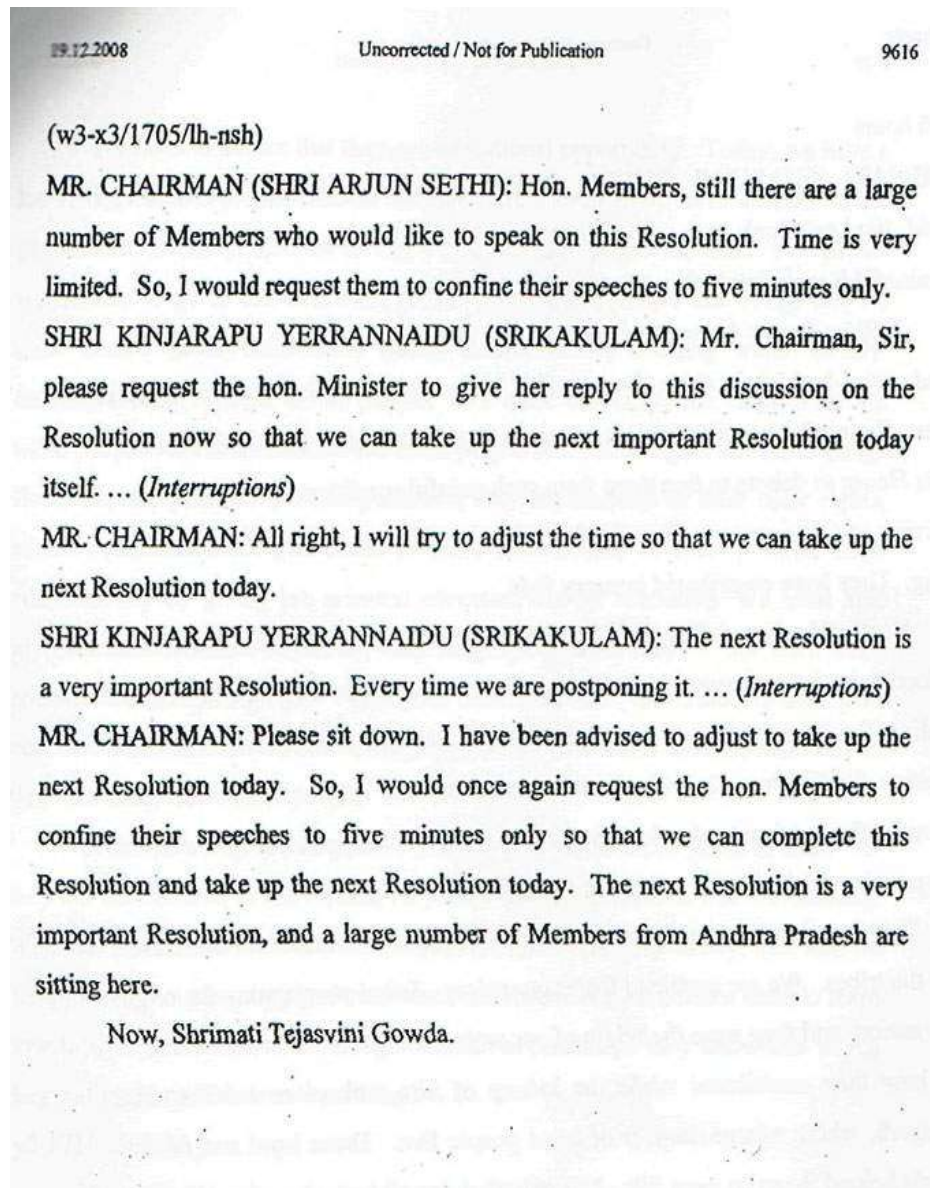 19.12.2008 Uncorrected / Not for Publication 9616
(w3-x3/1705/lh-nsh)
MR. CHAIRMAN (SHRI ARJUN SETHI): Hon. Members, still there are a large
number of Members who would like to speak on this Resolution. Time is very
limited. So, I would request them to confine their speeches to five minutes only.
SHRI KINJARAPU YERRANNAIDU (SRIKAKULAM): Mr. Chairman, Sir,
please request the hon. Minister to give her reply to this discussion on the
Resolution now so that we can take up the next important Resolution today
itself. ... (Interruptions)
MR. CHAIRMAN: All right, I will try to adjust the time so that we can take up the
next Resolution today.
SHRI KINJARAPU YERRANNAIDU (SRIKAKULAM): The next Resolution is
a very important Resolution. Every time we are postponing it. ... (Interruptions)
MR. CHAIRMAN: Please sit down. I have been advised to adjust to take up the
next Resolution today. So, I would once again request the hon. Members to
confine their speeches to five minutes only so that we can complete this
Resolution and take up the next Resolution today. The next Resolution is a very
important Resolution, and a large number of Members from Andhra Pradesh are
sitting here.
Now, Shrimati Tejasvini Gowda.